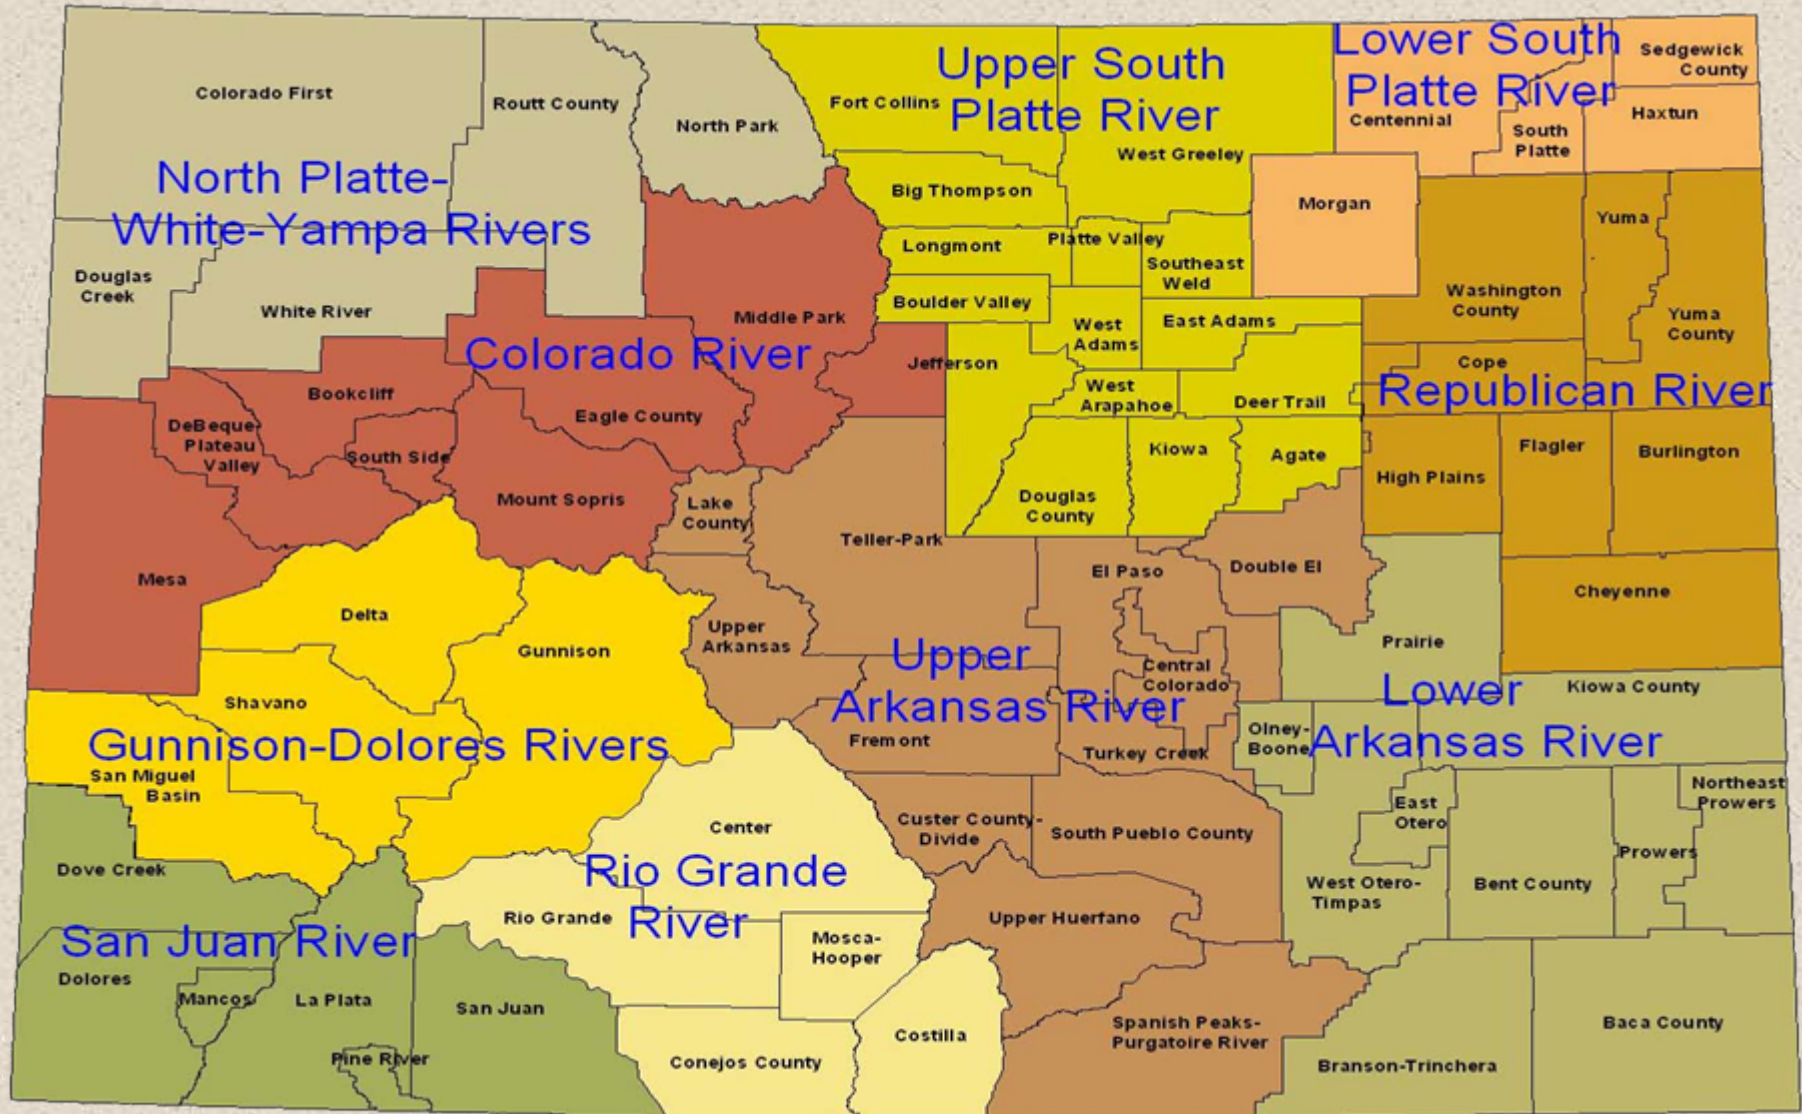 Colorado First
Routt County
North Park
North Platte-
White-Yampa Rivers
Douglas
Creek
White River
Fort Collins
Upper South
Platte River
West Greeley
Big Thompson
Longmont
Platte Valley
Southeast
Weld
Boulder Valley
West
Adams
East Adams
Jefferson
West
Arapahoe
Deer Trail
Douglas
County
Kiowa
Agate
Lower South
Platte River
Centennial
South
Platte
Sedgewick
County
Haxtun
Morgan
Yuma
Washington
County
Yuma
County
Cope
Republican River
High Plains
Flagler
Burlington
Cheyenne
Middle Park
Colorado River
Bookcliff
Eagle County
DeBeque-
Plateau
Valley
South Side
Mount Sopris
Mesa
Lake
County
Teller-Park
El Paso
Double El
Upper
Arkansas
Upper
Arkansas River
Central
Colorado
Fremont
Turkey Creek
Custer County-
Divide
South Pueblo County
Upper Huerfano
Spanish Peaks-
Purgatoire River
Delta
Gunnison
Shavano
Gunnison-Dolores Rivers
San Miguel
Basin
Prairie
Lower
Arkansas River
Kiowa County
Olney-
Boone
East
Otero
Northeast
Prowers
Prowers
West Otero-
Timpas
Bent County
Branson-Trinchera
Baca County
Center
Rio Grande
River
Rio Grande
Mosca-
Hooper
Costilla
Conejos County
Dove Creek
San Juan River
Dolores
Mancos
La Plata
San Juan
Pine River